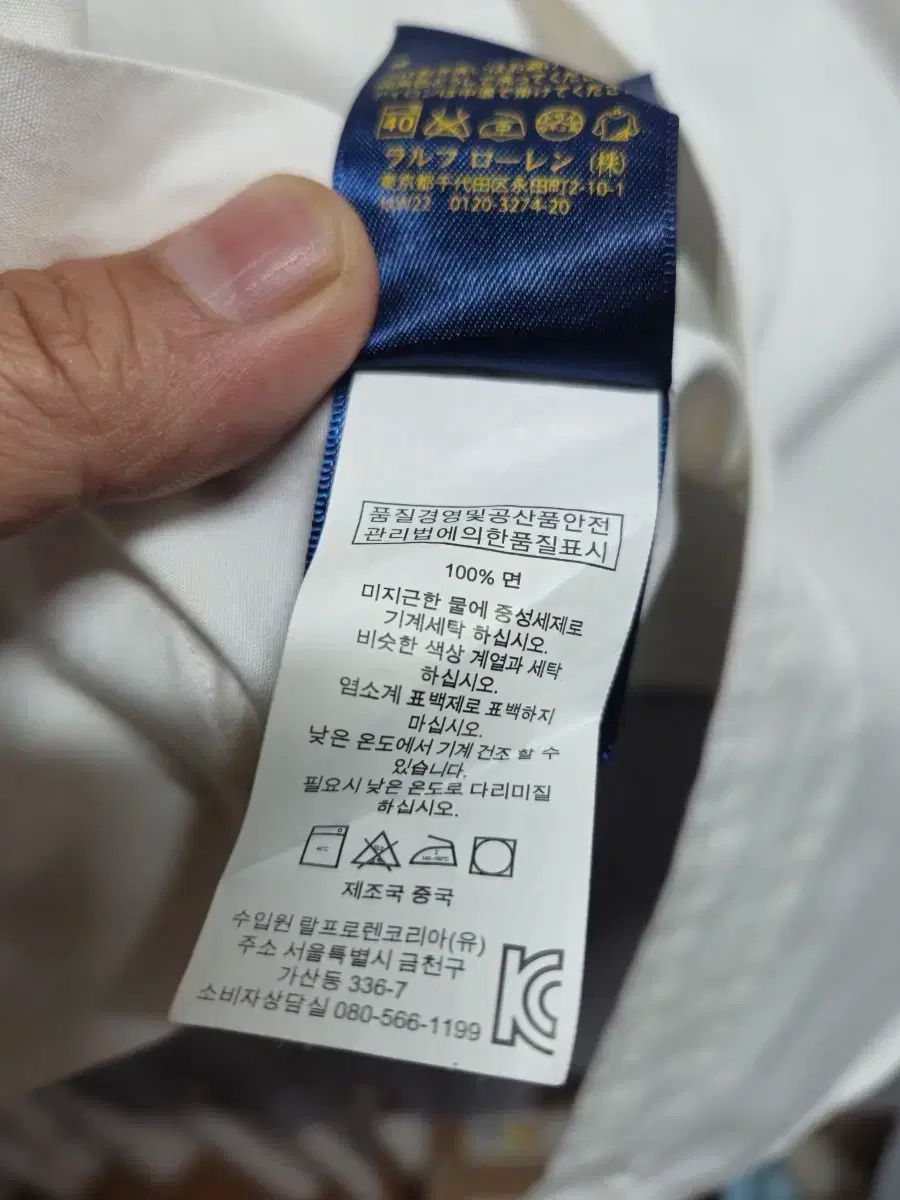 40
ラルフ ローレン (株)
東京都千代田区永田町2-10-1
0120-3274-20
품질경영및공산품안전
관리법에의한품질표시
100% 면
미지근한 물에 중성세제로
기계세탁 하십시오.
비슷한 색상 계열과 세탁
하십시오.
염소계 표백제로 표백하지
마십시오.
낮은 온도에서 기계 건조 할 수
있습니다.
필요시 낮은 온도로 다리미질
하십시오.
제조국 중국
수입원 랄프로렌코리아(유)
주소 서울특별시 금천구
가산동 336-7
소비자상담실 080-566-1199